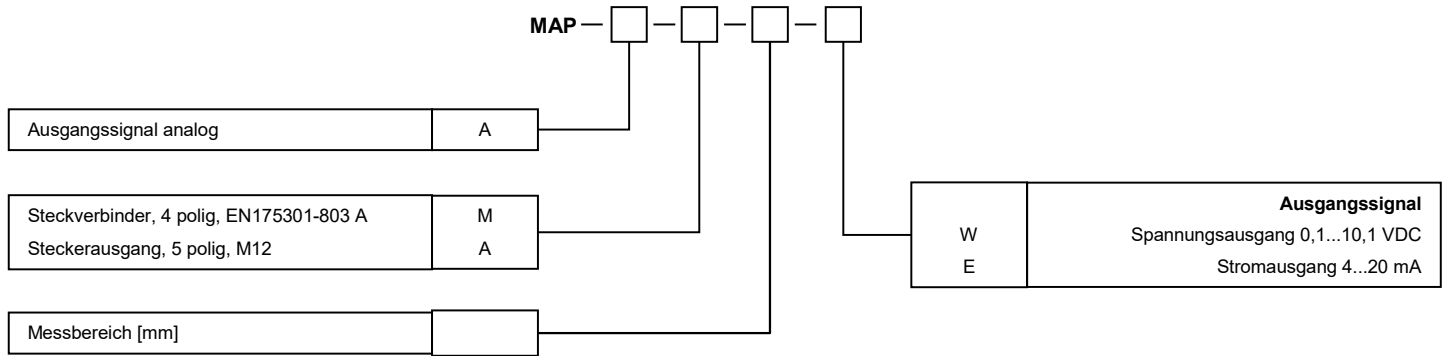 MAP
Ausgangssignal analog A
Steckverbinder, 4 polig, EN175301-803 A M
Steckerausgang, 5 polig, M12 A
Messbereich [mm]
Ausgangssignal
W Spannungsausgang 0,1...10,1 VDC
E Stromausgang 4...20 mA